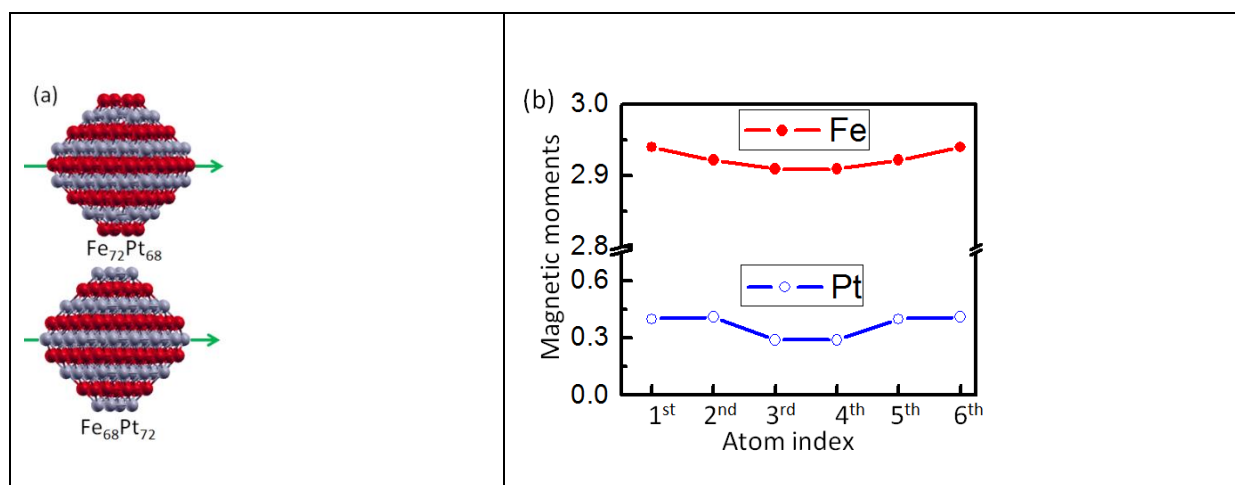 (a)
Fe72Pt68
Fe68Pt72
(b)
Magnetic moments
3.0
2.9
2.8
0.6
0.3
0.0
Fe
Pt
1st 2nd 3rd 4th 5th 6th
Atom index